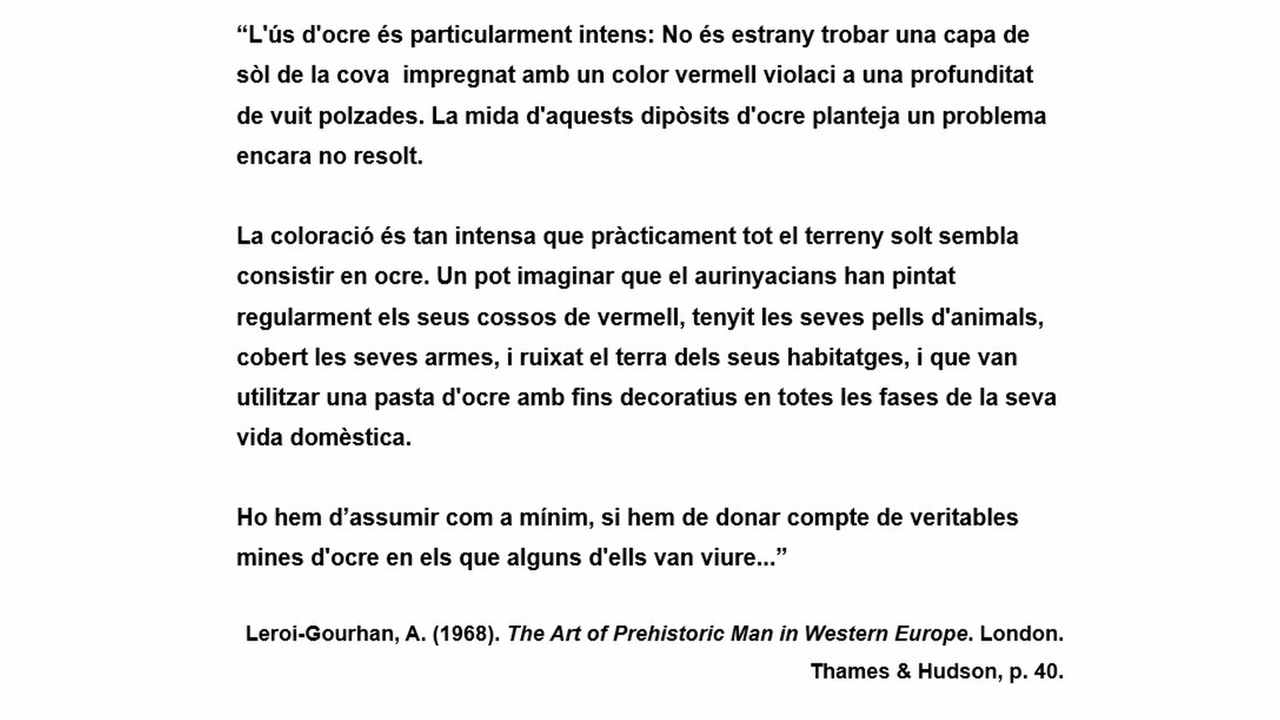 “L'ús d'ocre és particularment intens: No és estrany trobar una capa de
sòl de la cova  impregnat amb un color vermell violaci a una profunditat
de vuit polzades. La mida d'aquests dipòsits d'ocre planteja un problema
encara no resolt.
La coloració és tan intensa que pràcticament tot el terreny solt sembla
consistir en ocre. Un pot imaginar que el aurinyacians han pintat
regularment els seus cossos de vermell, tenyit les seves pells d'animals,
cobert les seves armes, i ruixat el terra dels seus habitatges, i que van
utilitzar una pasta d'ocre amb fins decoratius en totes les fases de la seva
vida domèstica.
Ho hem d’assumir com a mínim, si hem de donar compte de veritables
mines d'ocre en els que alguns d'ells van viure...”
Leroi-Gourhan, A. (1968). The Art of Prehistoric Man in Western Europe. London.
Thames & Hudson, p. 40.